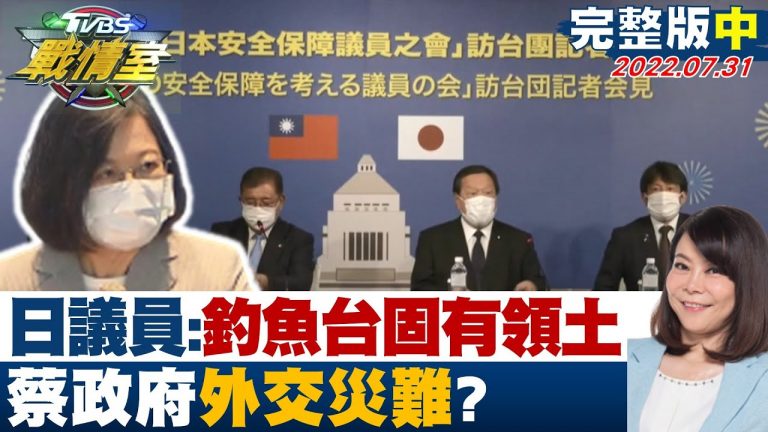 TVBS
戰情室
完整版中
2022.07.31
日本安全保障議員之會」訪台團記者
の安全保障を考える議員の会」訪台団記者会見
日議員:釣魚台固有領土
蔡政府外交災難?